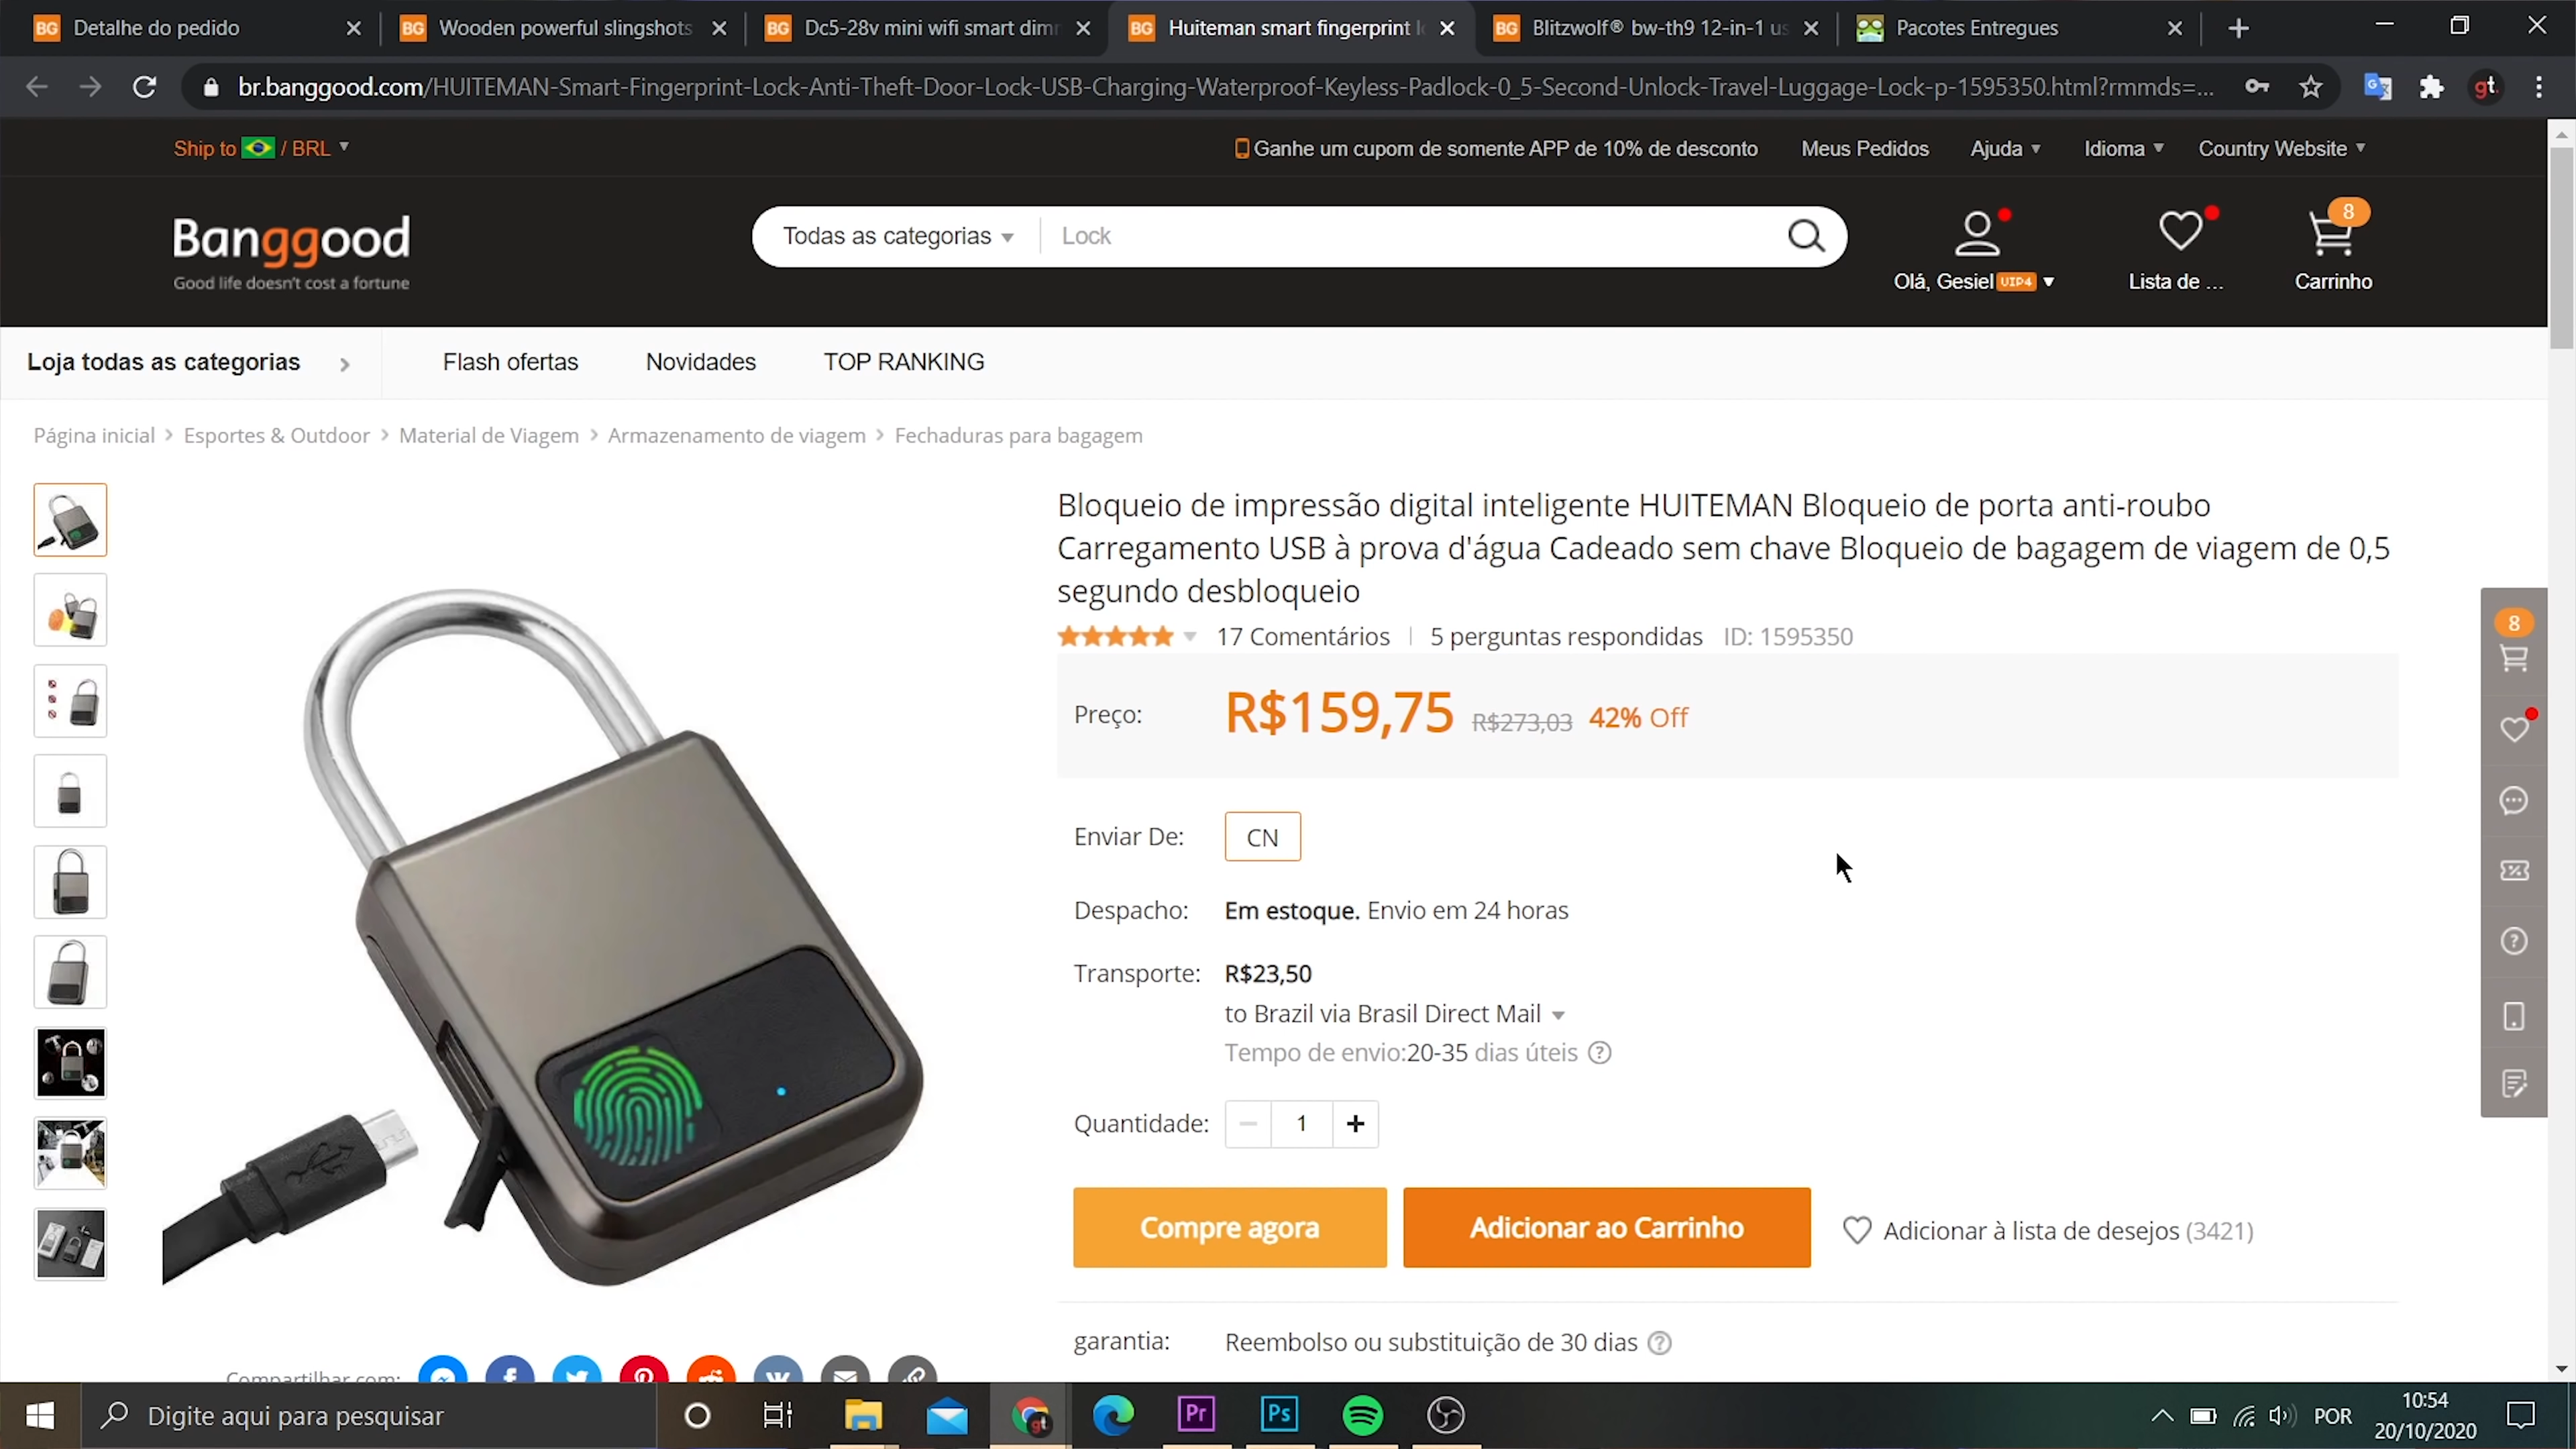 Detalhe do pedido
Wooden powerful slingshots
Dc5-28v mini wifi smart dimr
Huiteman smart fingerprint l
Blitzwolf® bw-th9 12-in-1 us
Pacotes Entregues
br.banggood.com/HUITEMAN-Smart-Fingerprint-Lock-Anti-Theft-Door-Lock-USB-Charging-Waterproof-Keyless-Padlock-0_5-Second-Unlock-Travel-Luggage-Lock-p-1595350.html?rmmds=...
gt.
Ship to / BRL
Ganhe um cupom de somente APP de 10% de desconto
Meus Pedidos
Ajuda
Idioma
Country Website
Banggood
Good life doesn't cost a fortune
Todas as categorias
Lock
Olá, Gesiel VIP4
Lista de ...
8
Carrinho
Loja todas as categorias
Flash ofertas
Novidades
TOP RANKING
Página inicial > Esportes & Outdoor > Material de Viagem > Armazenamento de viagem > Fechaduras para bagagem
Bloqueio de impressão digital inteligente HUITEMAN Bloqueio de porta anti-roubo
Carregamento USB à prova d'água Cadeado sem chave Bloqueio de bagagem de viagem de 0,5
segundo desbloqueio
17 Comentários | 5 perguntas respondidas ID: 1595350
Preço: R$159,75 R$273,03 42% Off
8
Enviar De: CN
Despacho: Em estoque. Envio em 24 horas
Transporte: R$23,50
to Brazil via Brasil Direct Mail
Tempo de envio:20-35 dias úteis ?
Quantidade: 1 +
Compre agora
Adicionar ao Carrinho
Adicionar à lista de desejos (3421)
garantia: Reembolso ou substituição de 30 dias ?
Compartilhar com:
Digite aqui para pesquisar
gt
Pr
Ps
POR
10:54
20/10/2020